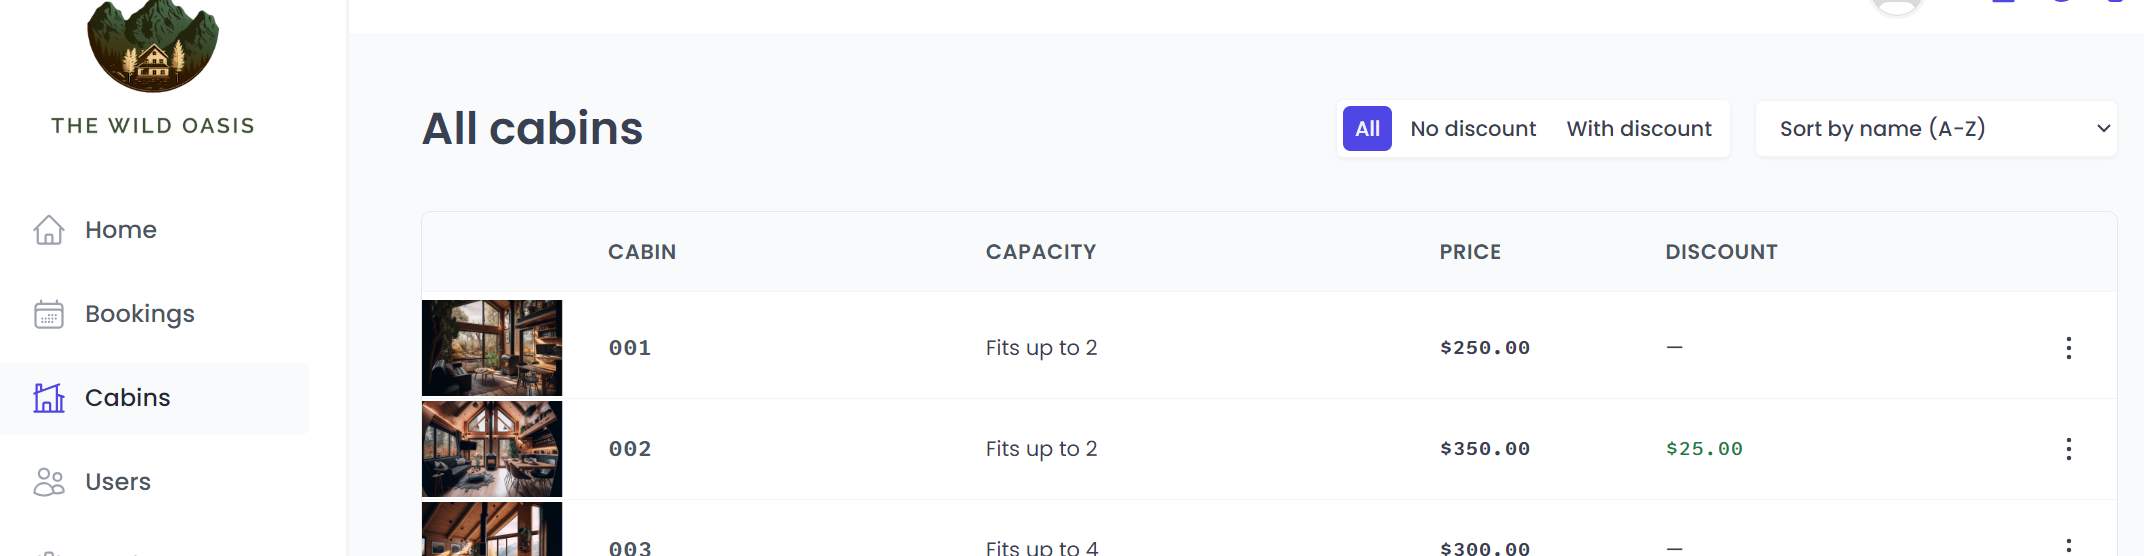 THE WILD OASIS
Home
Bookings
Cabins
Users
All cabins
All No discount With discount
Sort by name (A-Z)
CABIN CAPACITY PRICE DISCOUNT
001 Fits up to 2 $250.00 —
002 Fits up to 2 $350.00 $25.00
003 Fits up to 4 $300.00 —